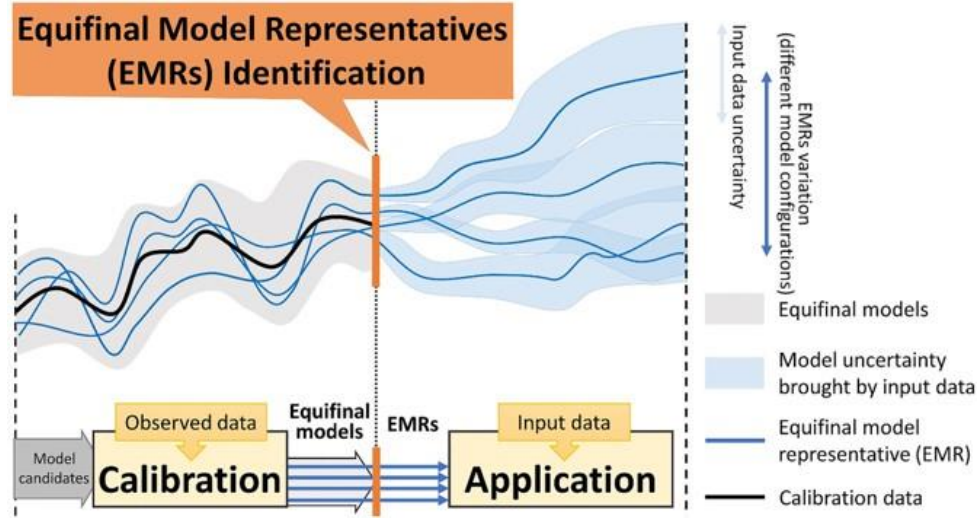 Equifinal Model Representatives
(EMRs) Identification
Input data uncertainty
EMRs variation
(different model configurations)
Equifinal models
Model uncertainty
brought by input data
Equifinal model
representative (EMR)
Calibration data
Model
candidates
Observed data
Calibration
Equifinal
models
EMRs
Input data
Application